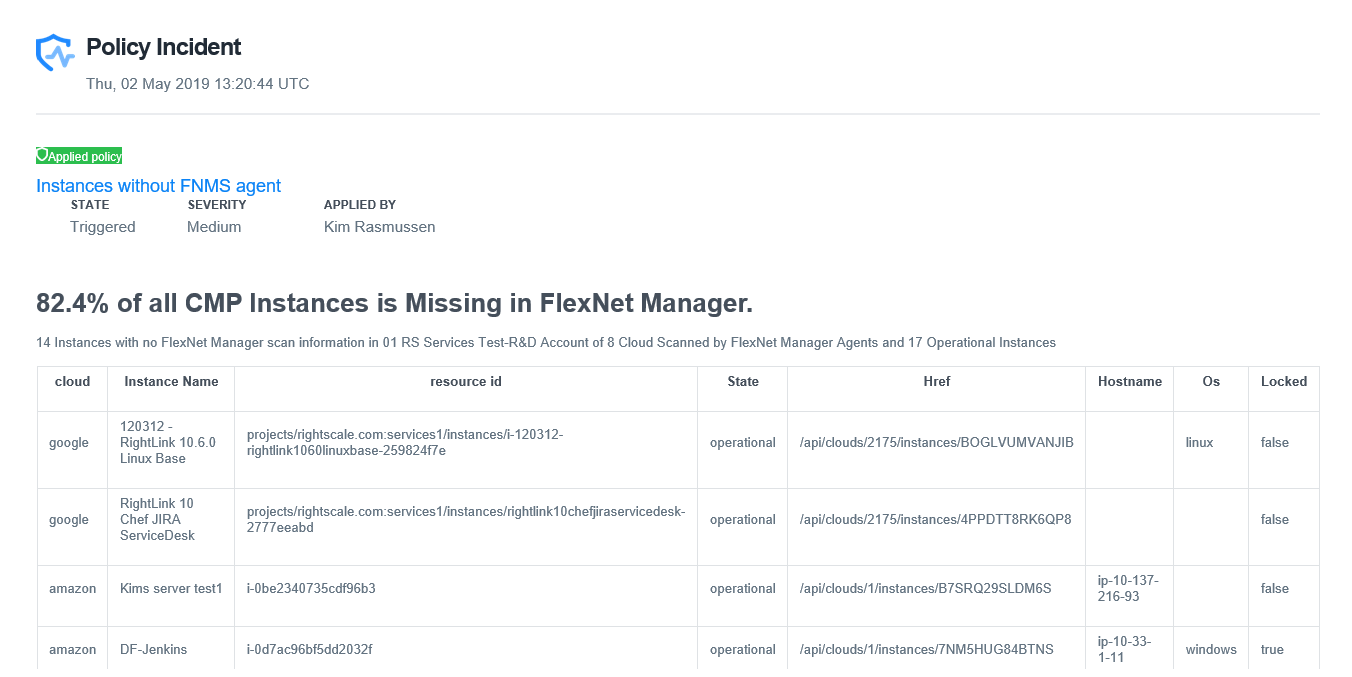 Policy Incident
Thu, 02 May 2019 13:20:44 UTC
Applied policy
Instances without FNMS agent
STATE SEVERITY APPLIED BY
Triggered Medium Kim Rasmussen
82.4% of all CMP Instances is Missing in FlexNet Manager.
14 Instances with no FlexNet Manager scan information in 01 RS Services Test-R&D Account of 8 Cloud Scanned by FlexNet Manager Agents and 17 Operational Instances
cloud Instance Name resource id State Href Hostname Os Locked
google
120312 -
RightLink 10.6.0
Linux Base
projects/rightscale.com:services1/instances/i-120312-
rightlink1060linuxbase-259824f7e
operational
/api/clouds/2175/instances/BOGLVUMVANJIB
linux
false
google
RightLink 10
Chef JIRA
ServiceDesk
projects/rightscale.com:services1/instances/rightlink10chefjiraservicedesk-
2777eeabd
operational
/api/clouds/2175/instances/4PPDTT8RK6QP8
false
amazon
Kims server test1
i-0be2340735cdf96b3
operational
/api/clouds/1/instances/B7SRQ29SLDM6S
ip-10-137-
216-93
false
amazon
DF-Jenkins
i-0d7ac96bf5dd2032f
operational
/api/clouds/1/instances/7NM5HUG84BTNS
ip-10-33-
1-11
windows
true